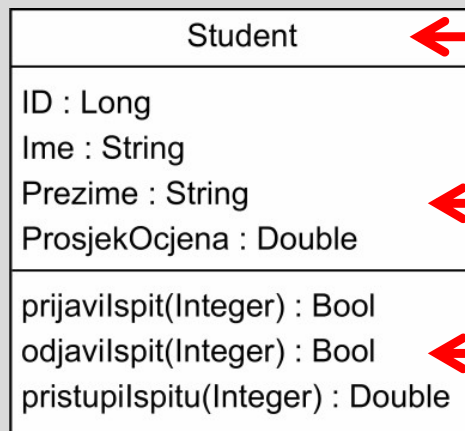 Student
ID : Long
Ime : String
Prezime : String
ProsjekOcjena : Double
prijaviIspit(Integer) : Bool
odjaviIspit(Integer) : Bool
pristupiIspitu(Integer) : Double